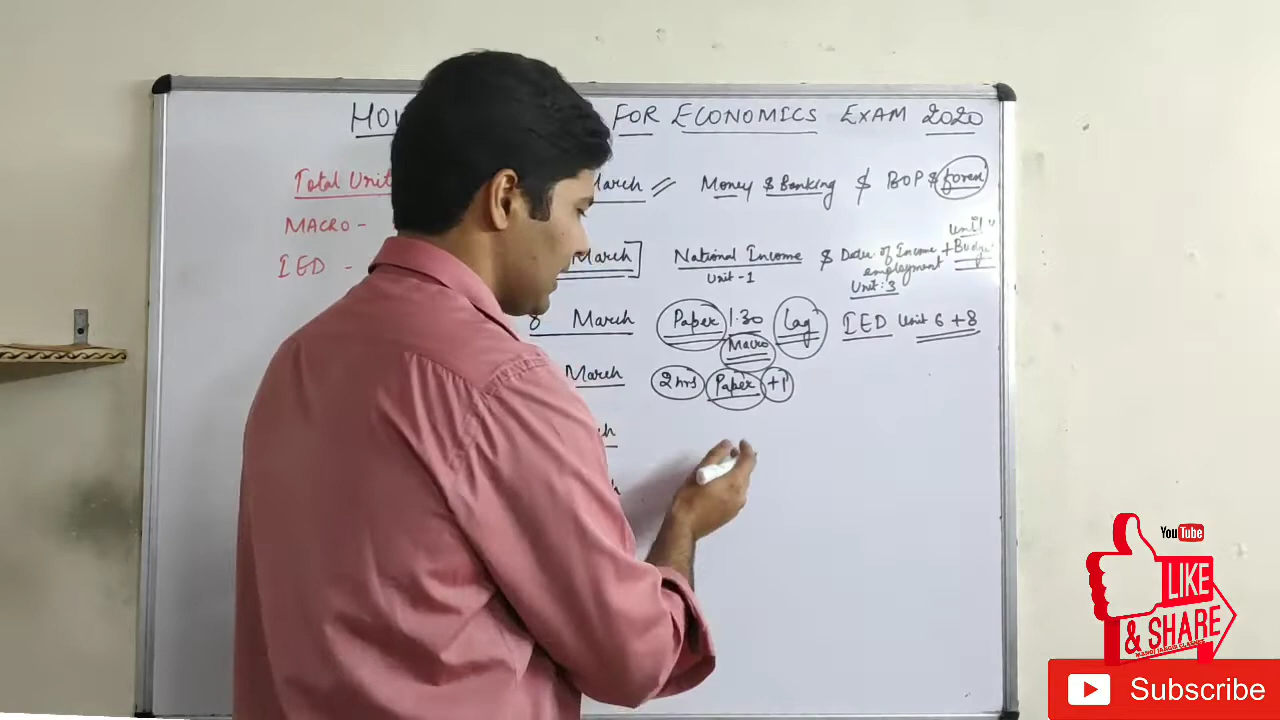 FOR ECONOMICS EXAM 2020
Total Unit
March Money & Banking & BOP & forex
MACRO -
Unit
March National Income & Deter. of Income + Budget
Unit - 1 employment
Unit: 3
IED -
8 March Paper 1.30 Lag IED Unit 6 + 8
Macro
March 2 hrs Paper +1
YouTube
LIKE
& SHARE
Subscribe